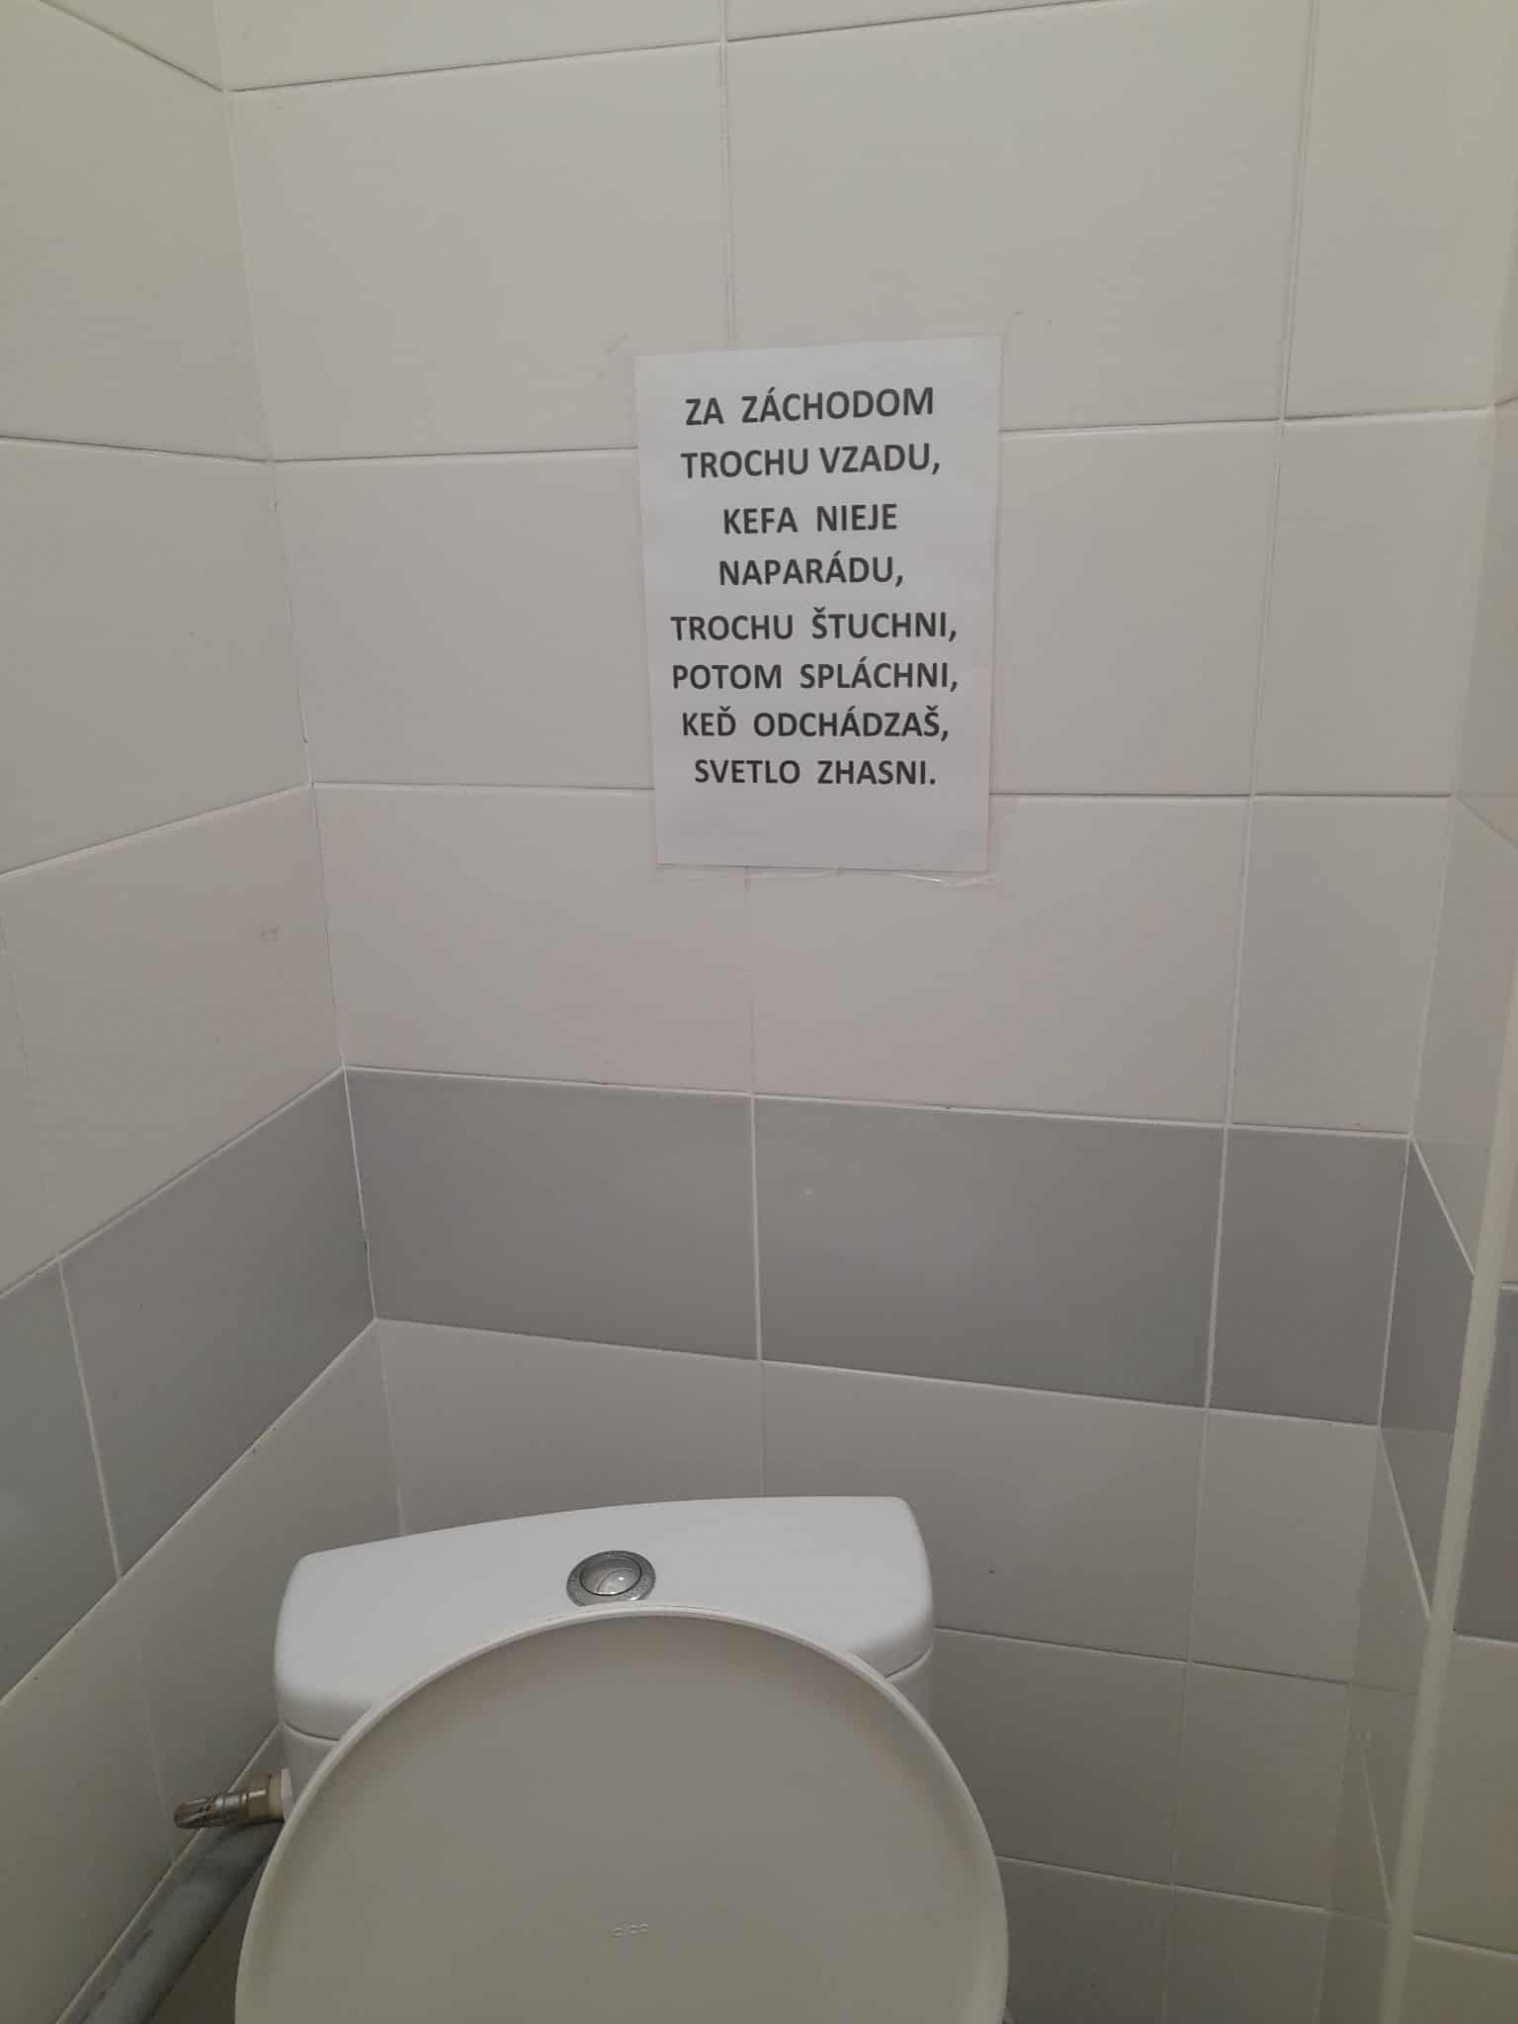 ZA ZÁCHODOM
TROCHU VZADU,
KEFA NIEJE
NAPARÁDU,
TROCHU ŠTUCHNI,
POTOM SPLÁCHNI,
KEĎ ODCHÁDZAŠ,
SVETLO ZHASNI.